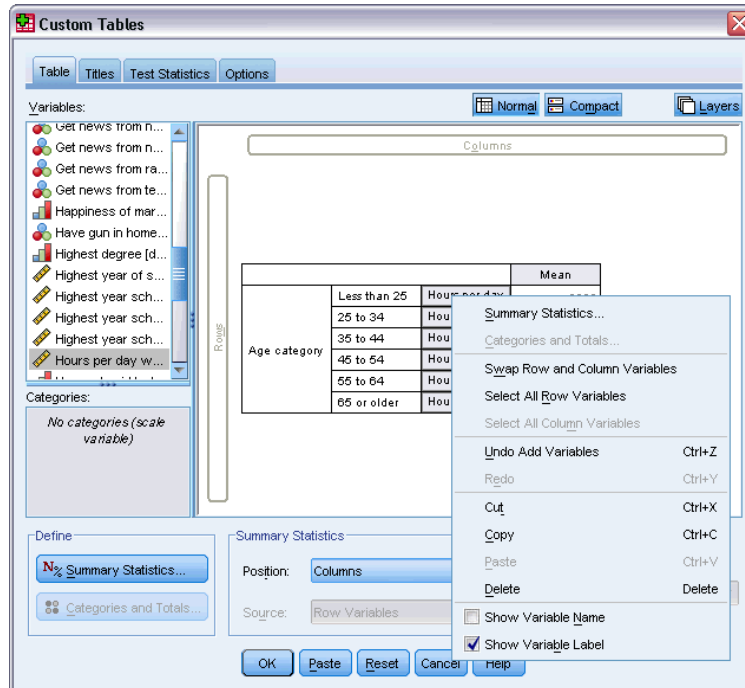 Custom Tables
Table Titles Test Statistics Options
Variables:
Normal Compact Layers
Get news from n...
Get news from n...
Get news from ra...
Get news from te...
Happiness of mar...
Have gun in home...
Highest degree [d...
Highest year of s...
Highest year sch...
Highest year sch...
Highest year sch...
Hours per day w...
Columns
Rows
Mean
Age category
Less than 25 Hours per day
25 to 34 Hou
35 to 44 Hou
45 to 54 Hou
55 to 64 Hou
65 or older Hou
Categories:
No categories (scale
variable)
Summary Statistics...
Categories and Totals...
Swap Row and Column Variables
Select All Row Variables
Select All Column Variables
Undo Add Variables Ctrl+Z
Redo Ctrl+Y
Cut Ctrl+X
Copy Ctrl+C
Paste Ctrl+V
Delete Delete
Show Variable Name
Show Variable Label
Define
N% Summary Statistics...
Categories and Totals...
Summary Statistics
Position: Columns
Source: Row Variables
OK Paste Reset Cancel Help